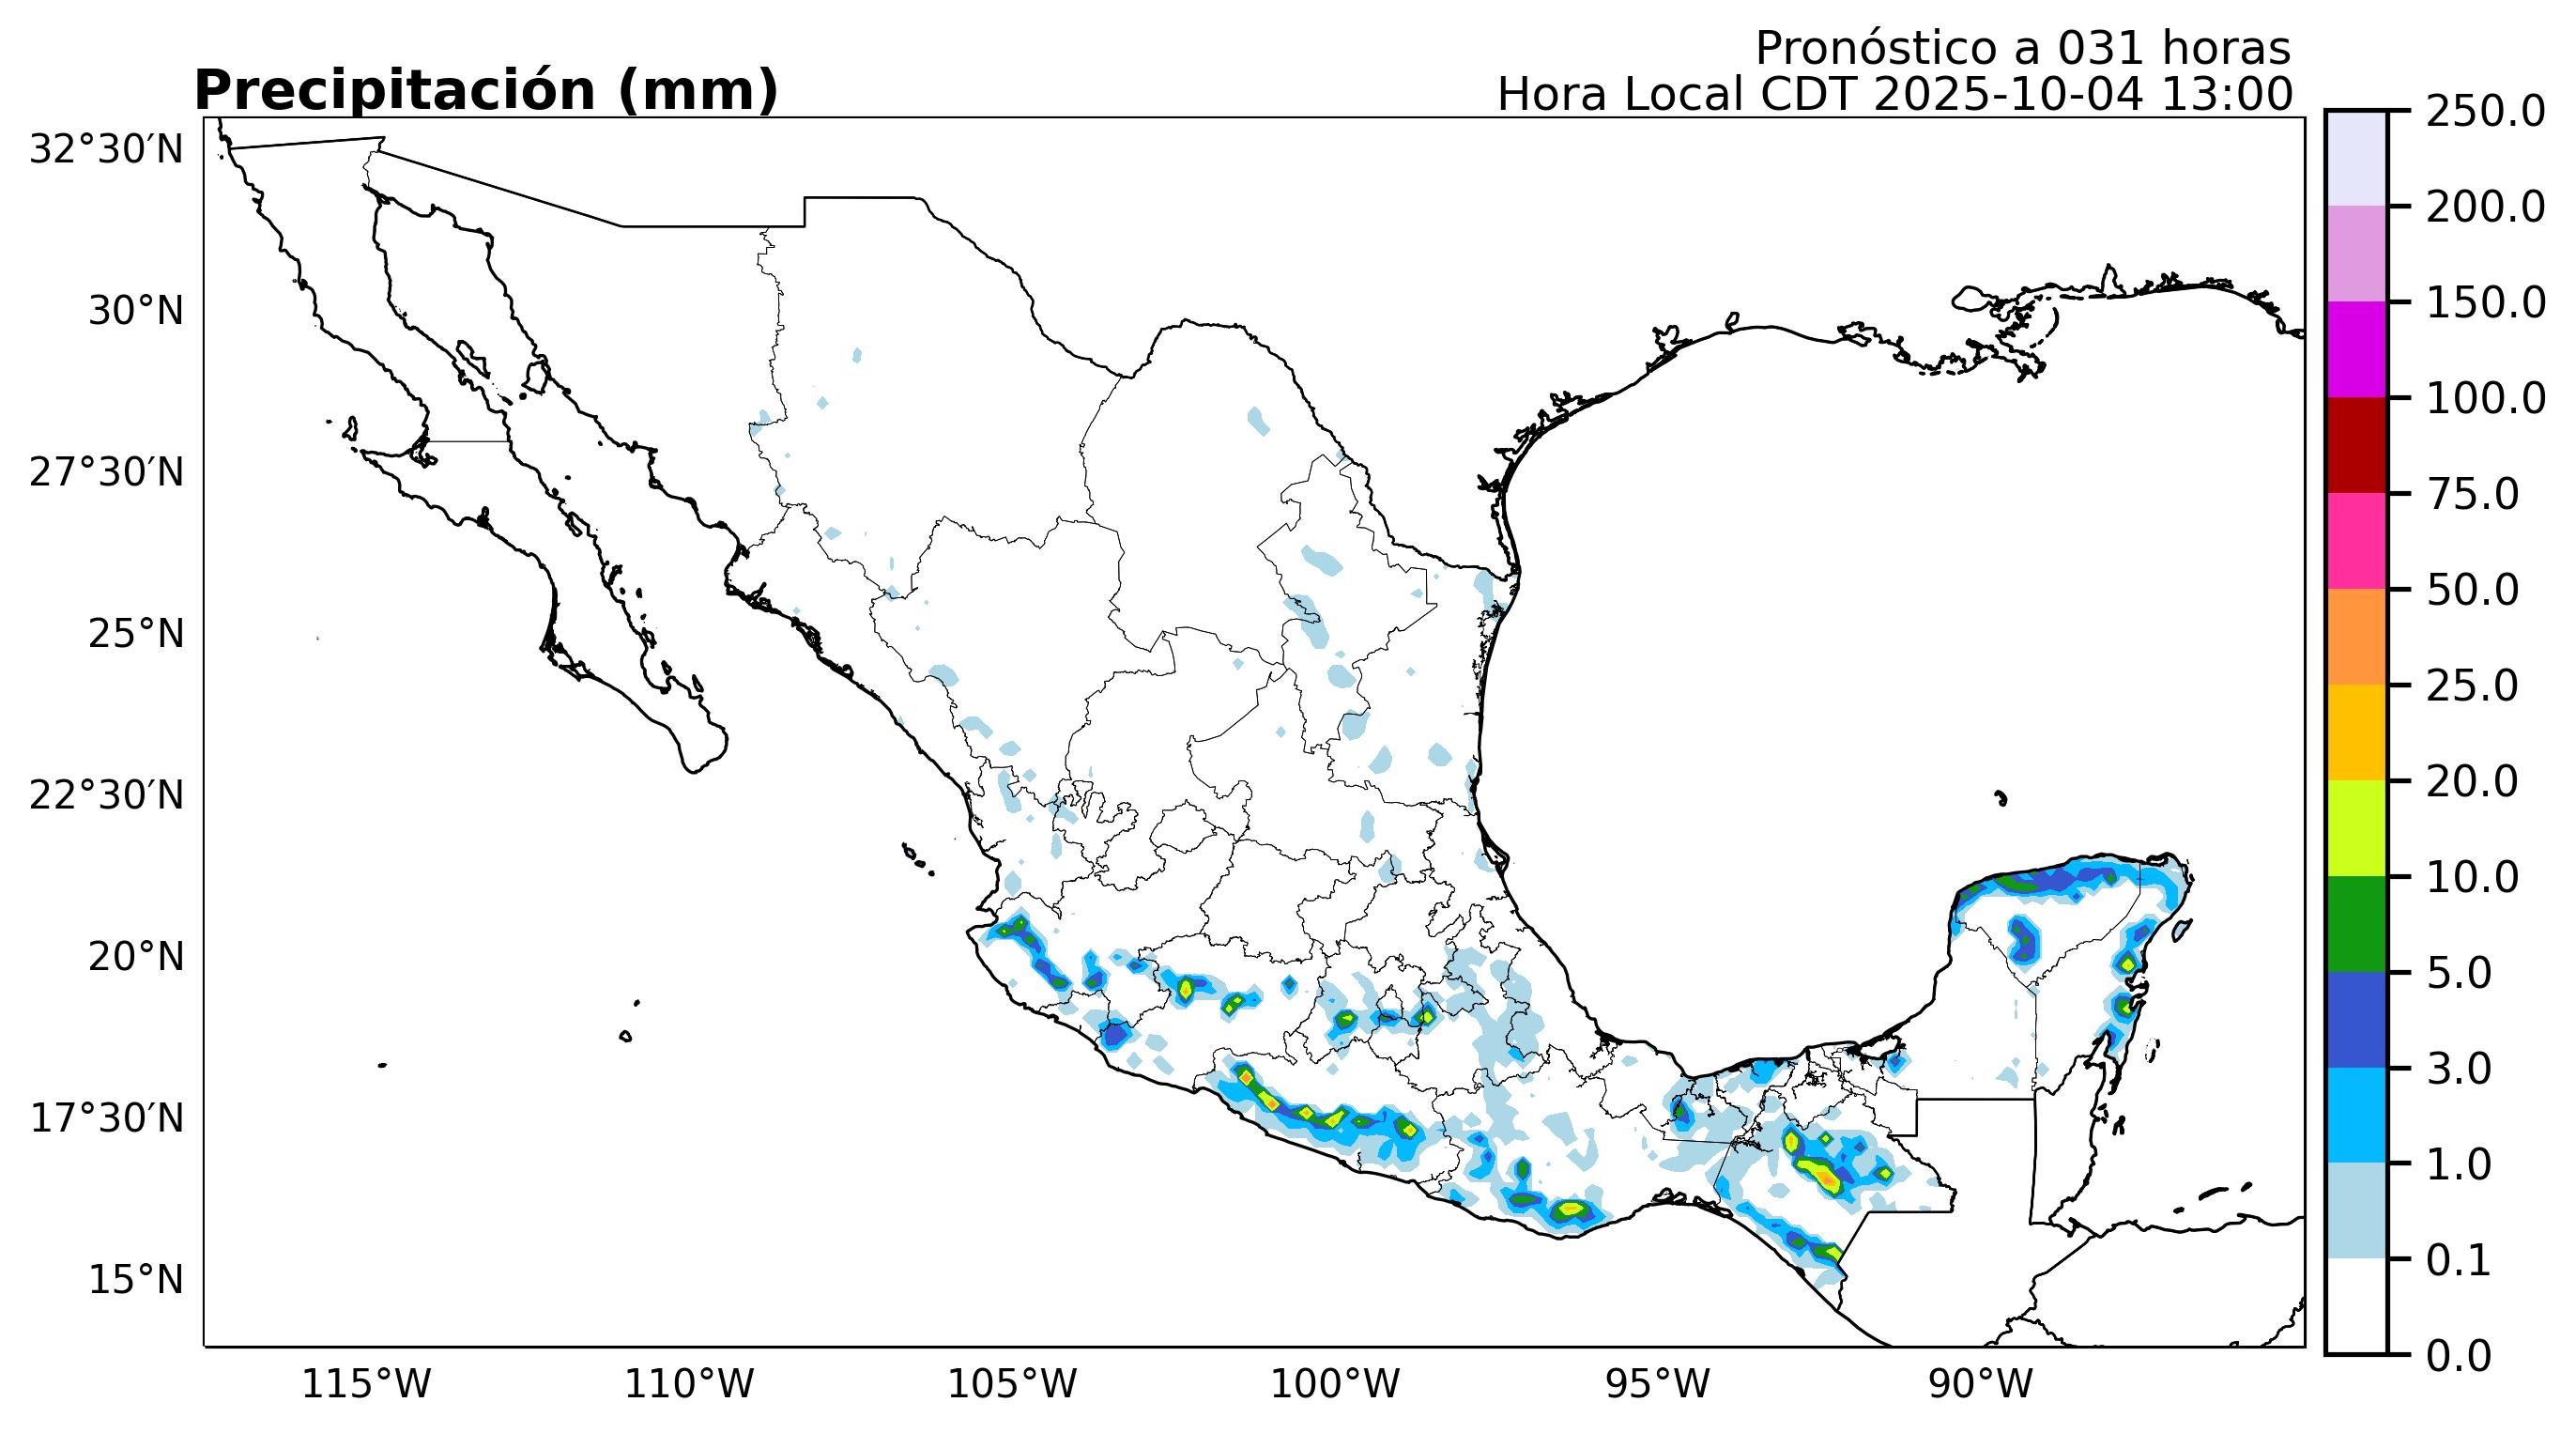 Pronóstico a 031 horas
Precipitación (mm)
Hora Local CDT 2025-10-04 13:00
32°30′N
30°N
27°30′N
25°N
22°30′N
20°N
17°30′N
15°N
115°W
110°W
105°W
100°W
95°W
90°W
250.0
200.0
150.0
100.0
75.0
50.0
25.0
20.0
10.0
5.0
3.0
1.0
0.1
0.0